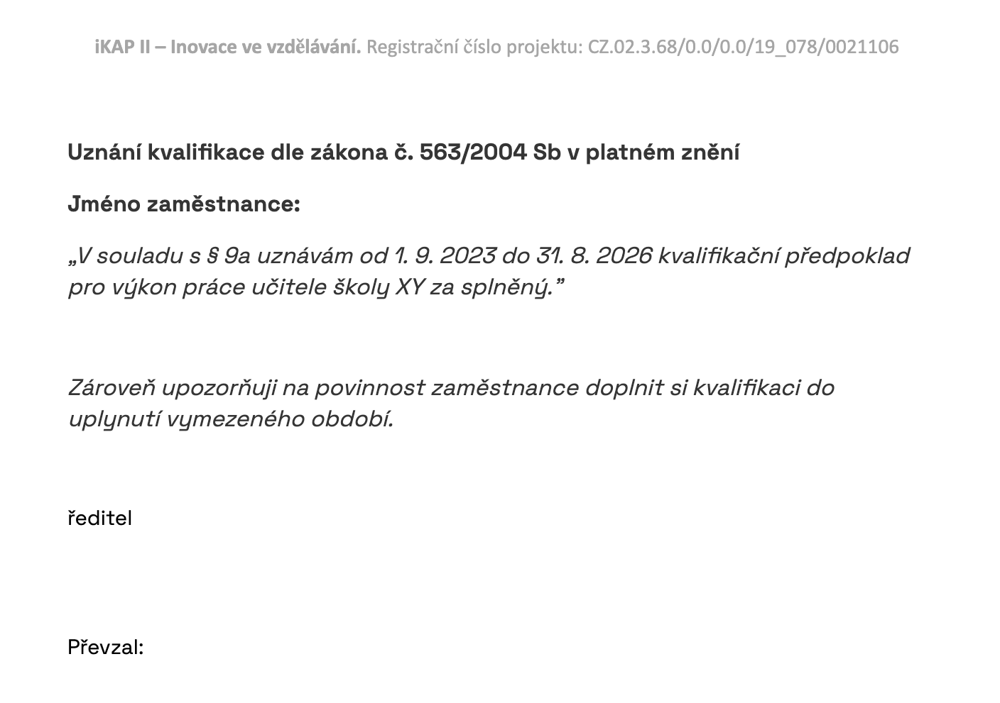 iKAP II – Inovace ve vzdělávání. Registrační číslo projektu: CZ.02.3.68/0.0/0.0/19_078/0021106
Uznání kvalifikace dle zákona č. 563/2004 Sb v platném znění
Jméno zaměstnance:
„V souladu s § 9a uznávám od 1. 9. 2023 do 31. 8. 2026 kvalifikační předpoklad
pro výkon práce učitele školy XY za splněný.”
Zároveň upozorňuji na povinnost zaměstnance doplnit si kvalifikaci do
uplynutí vymezeného období.
ředitel
Převzal: